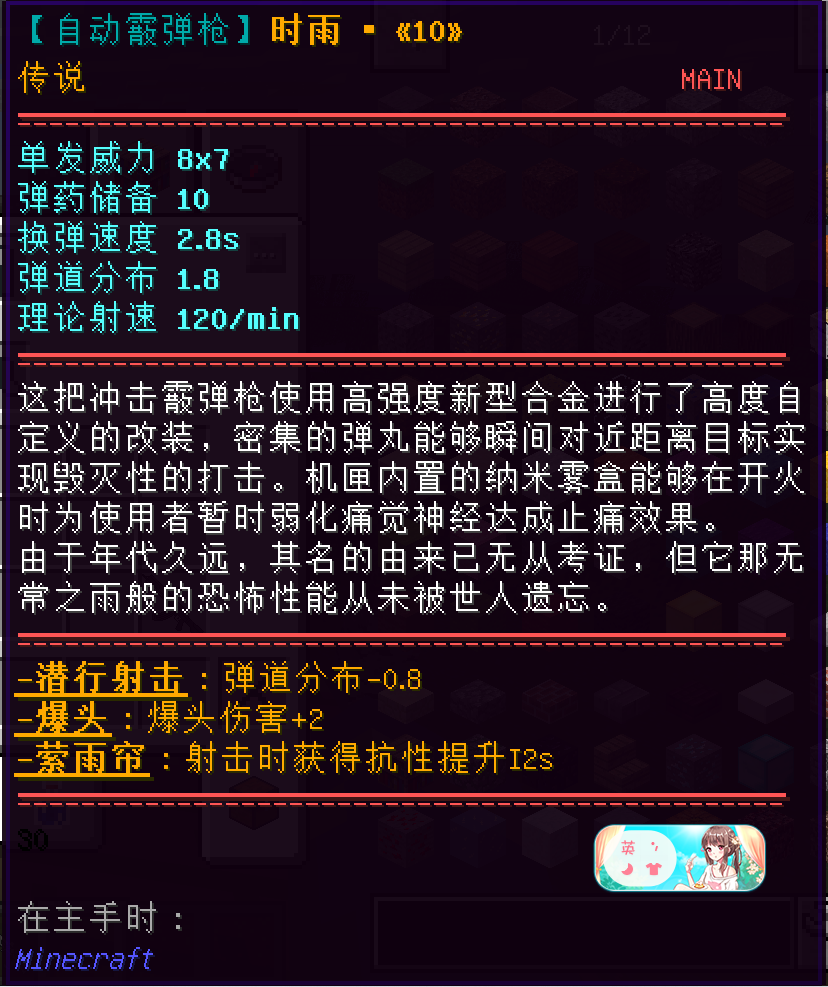 【自动霰弹枪】时雨 ▪ «10»
1/12
传说
MAIN
单发威力 8x7
弹药储备 10
换弹速度 2.8s
弹道分布 1.8
理论射速 120/min
这把冲击霰弹枪使用高强度新型合金进行了高度自
定义的改装，密集的弹丸能够瞬间对近距离目标实
现毁灭性的打击。机匣内置的纳米雾盒能够在开火
时为使用者暂时弱化痛觉神经达成止痛效果。
由于年代久远，其名的由来已无从考证，但它那无
常之雨般的恐怖性能从未被世人遗忘。
-潜行射击：弹道分布-0.8
-爆头：爆头伤害+2
-萦雨帘：射击时获得抗性提升I2s
30
英
在主手时：
Minecraft